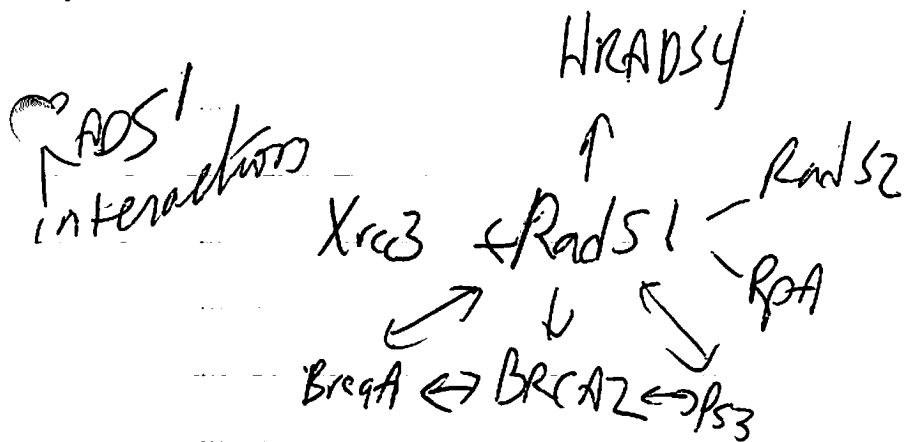 HRAD54
RAD51
interactions
Rad52
Xrcc3 ← Rad51
RpA
BrcaA ↔ BRCA2 ↔ P53